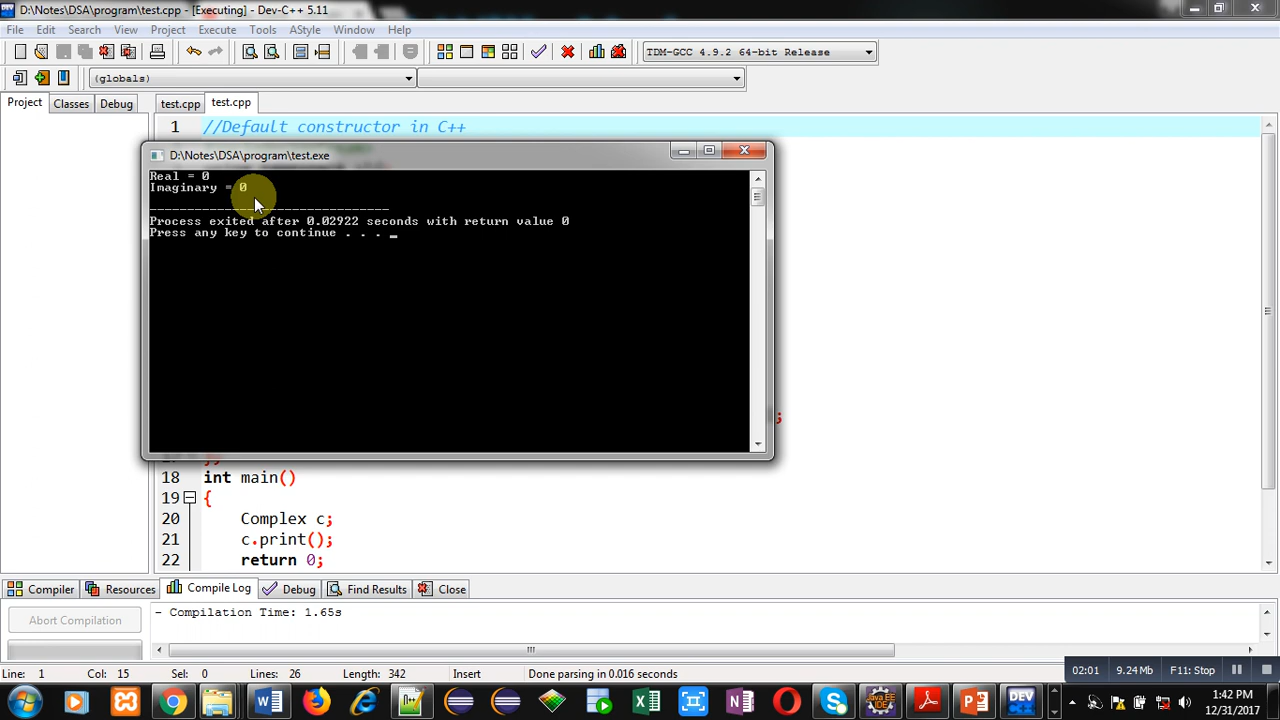 D:\Notes\DSA\program\test.cpp - [Executing] - Dev-C++ 5.11
File Edit Search View Project Execute Tools AStyle Window Help
TDM-GCC 4.9.2 64-bit Release
(globals)
Project Classes Debug test.cpp test.cpp
1 //Default constructor in C++
D:\Notes\DSA\program\test.exe
Real = 0
Imaginary = 0
--------------------------------
Process exited after 0.02922 seconds with return value 0
Press any key to continue . . . _
;
18 int main()
19 {
20 Complex c;
21 c.print();
22 return 0;
Compiler Resources Compile Log Debug Find Results Close
- Compilation Time: 1.65s
Abort Compilation
Line: 1 Col: 15 Sel: 0 Lines: 26 Length: 342 Insert Done parsing in 0.016 seconds
02:01 9.24 Mb F11: Stop
1:42 PM
12/31/2017